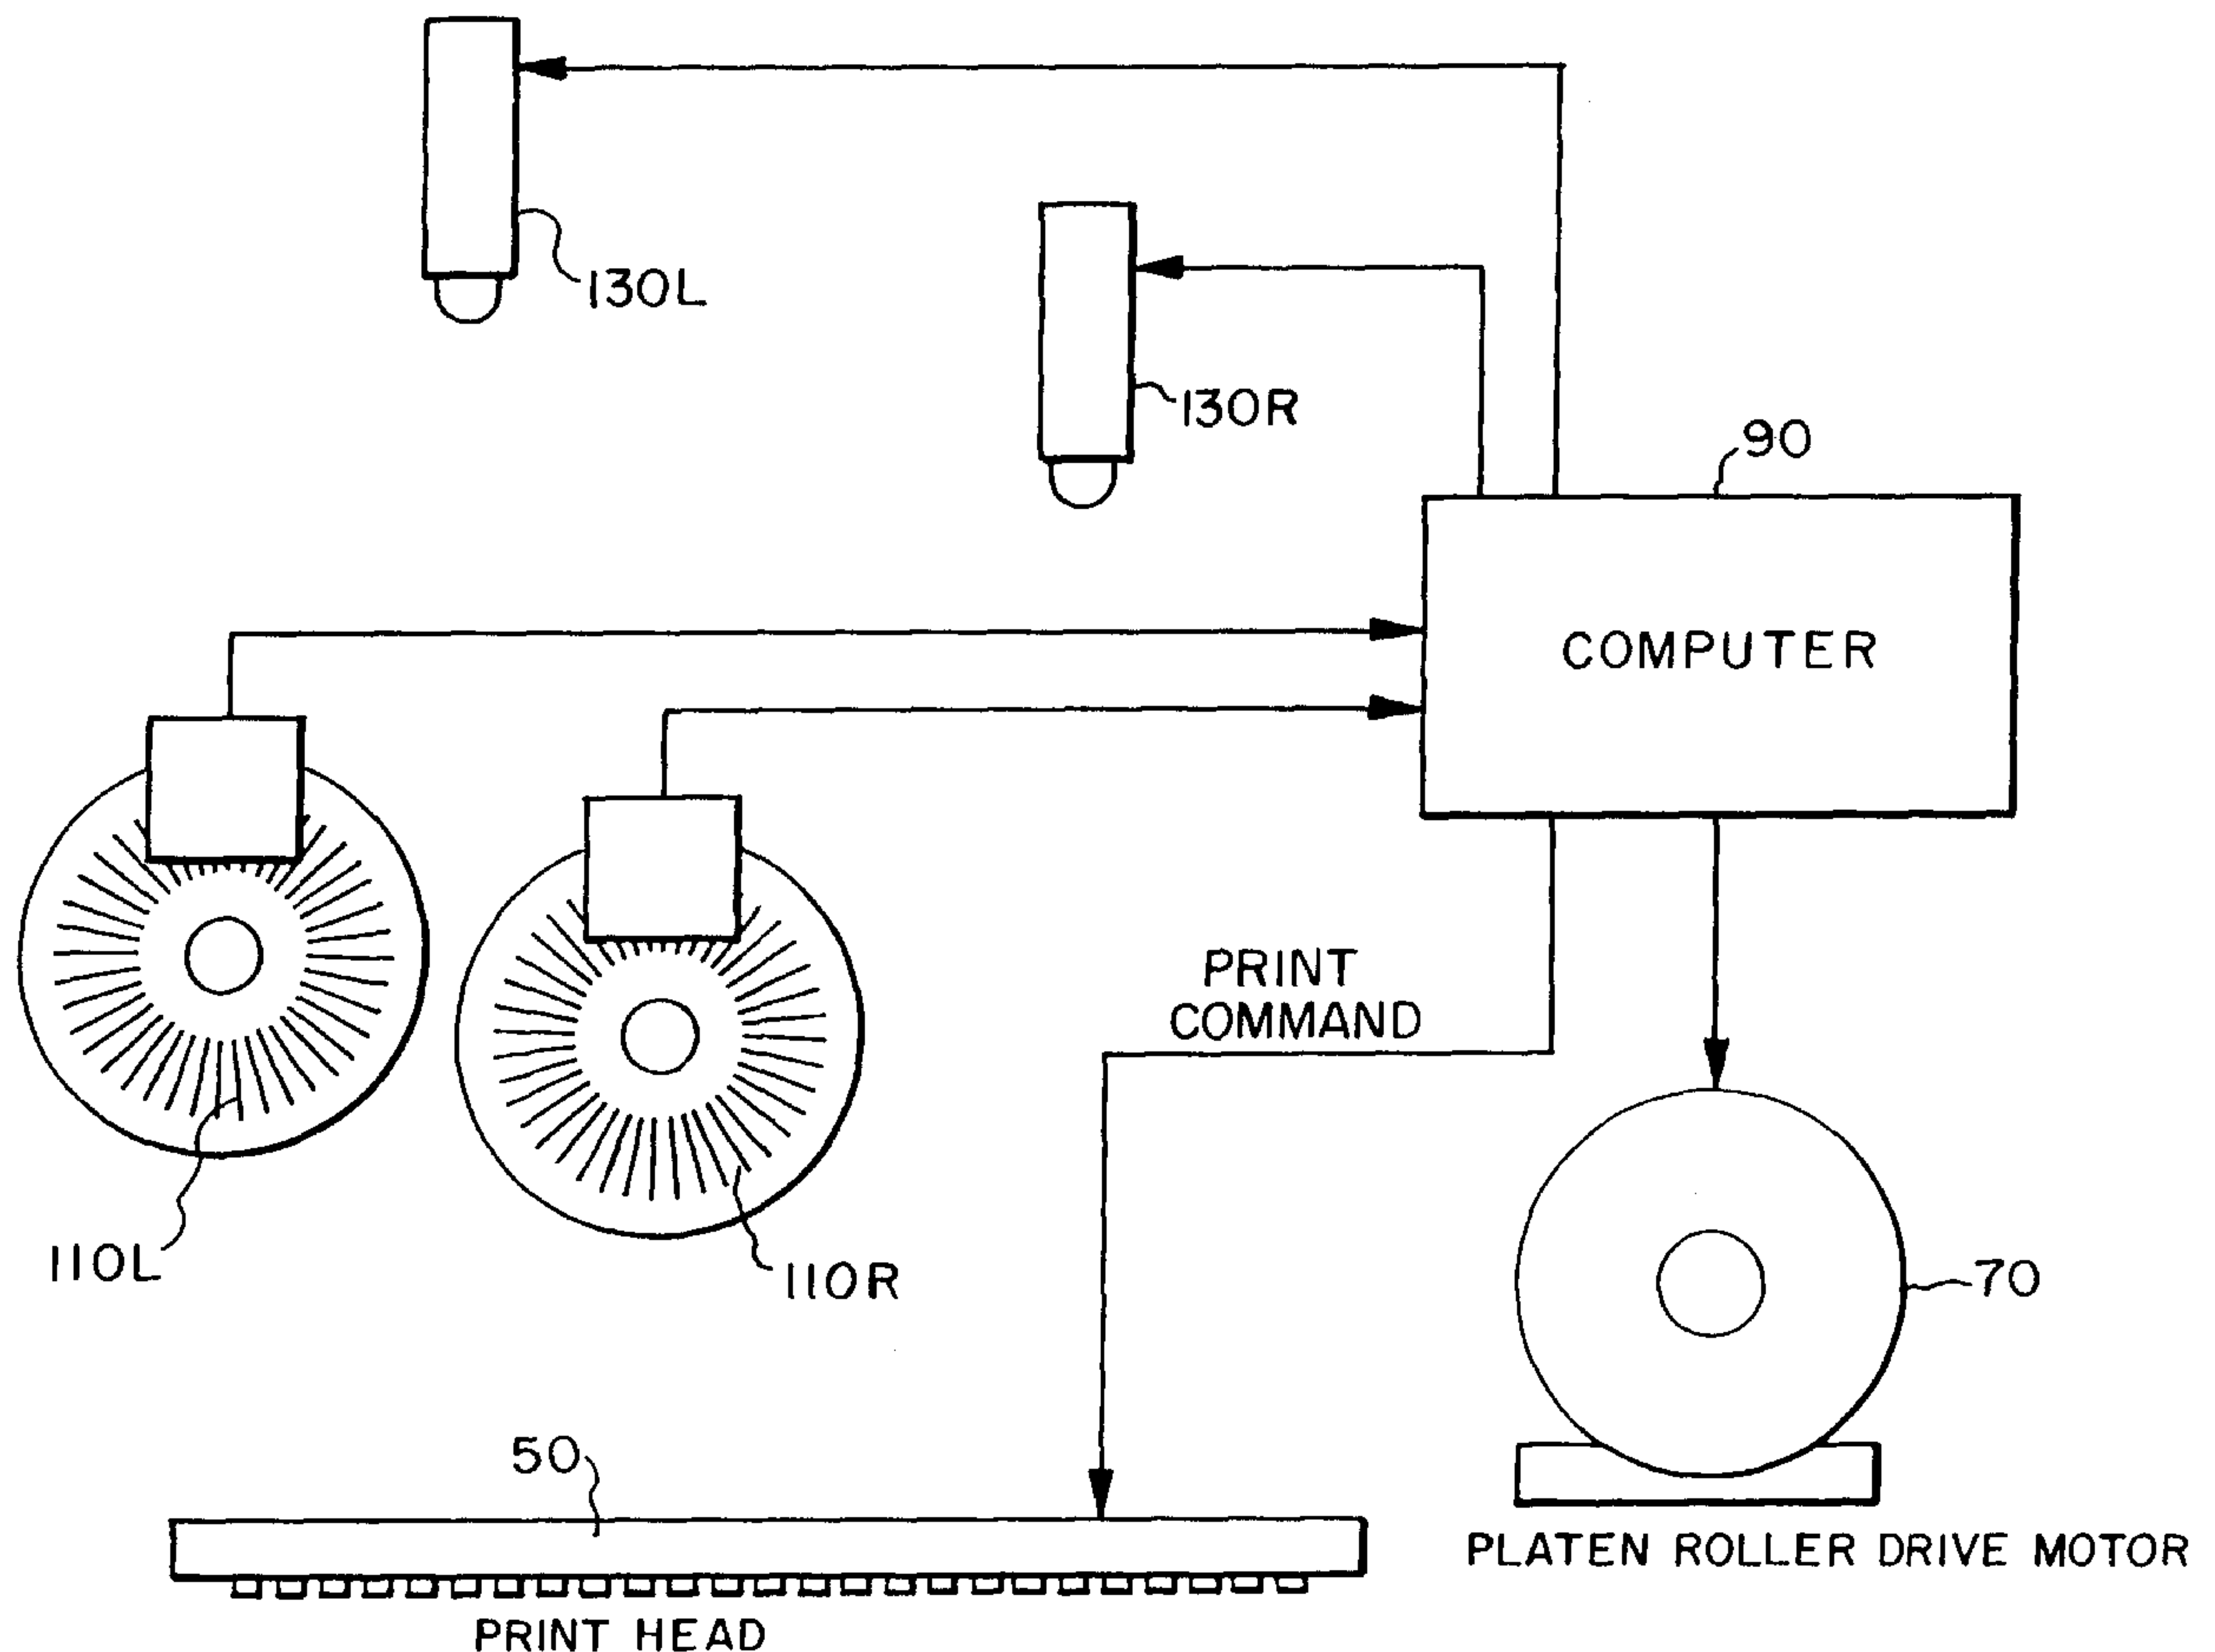 130L
130R
90
COMPUTER
PRINT
COMMAND
110L
110R
70
50
PLATEN ROLLER DRIVE MOTOR
PRINT HEAD